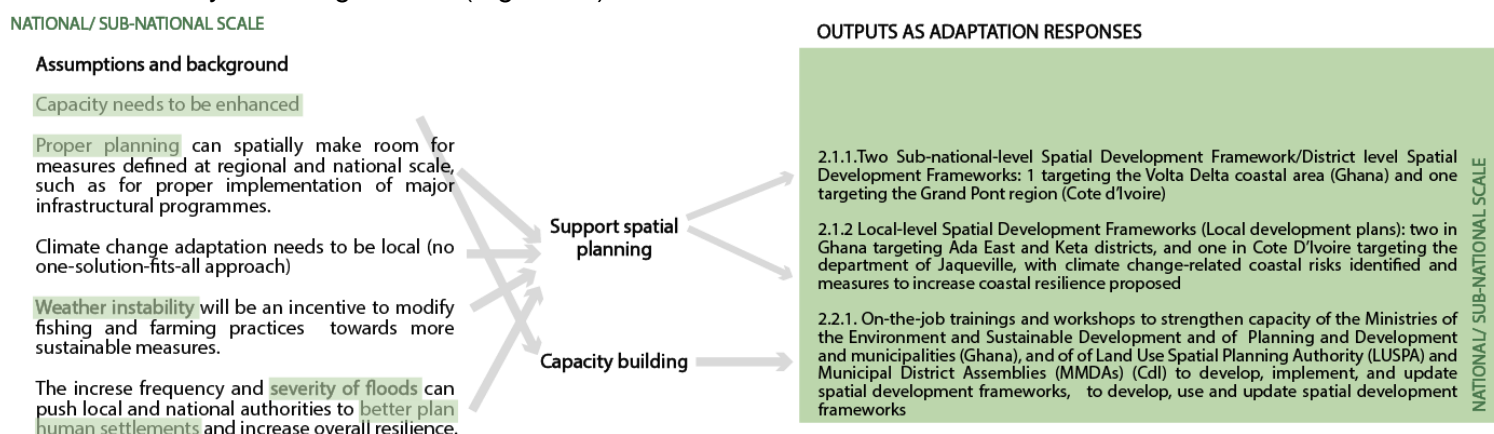 NATIONAL/ SUB-NATIONAL SCALE
Assumptions and background
Capacity needs to be enhanced
Proper planning can spatially make room for
measures defined at regional and national scale,
such as for proper implementation of major
infrastructural programmes.
Climate change adaptation needs to be local (no
one-solution-fits-all approach)
Weather instability will be an incentive to modify
fishing and farming practices towards more
sustainable measures.
The increse frequency and severity of floods can
push local and national authorities to better plan
human settlements and increase overall resilience.
Support spatial
planning
Capacity building
OUTPUTS AS ADAPTATION RESPONSES
2.1.1.Two Sub-national-level Spatial Development Framework/District level Spatial
Development Frameworks: 1 targeting the Volta Delta coastal area (Ghana) and one
targeting the Grand Pont region (Cote d'Ivoire)
2.1.2 Local-level Spatial Development Frameworks (Local development plans): two in
Ghana targeting Ada East and Keta districts, and one in Cote D'Ivoire targeting the
department of Jaqueville, with climate change-related coastal risks identified and
measures to increase coastal resilience proposed
2.2.1. On-the-job trainings and workshops to strengthen capacity of the Ministries of
the Environment and Sustainable Development and of Planning and Development
and municipalities (Ghana), and of of Land Use Spatial Planning Authority (LUSPA) and
Municipal District Assemblies (MMDAs) (CdI) to develop, implement, and update
spatial development frameworks, to develop, use and update spatial development
frameworks
NATIONAL/ SUB-NATIONAL SCALE